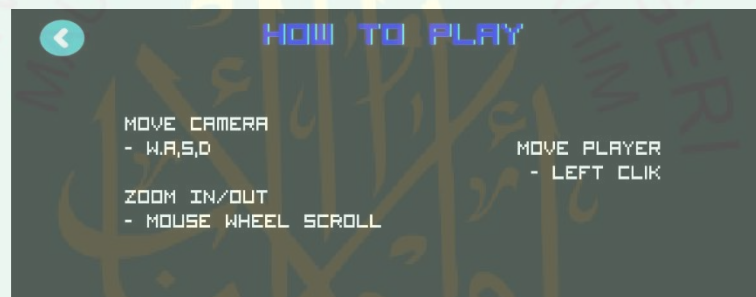 HOW TO PLAY
MOVE CAMERA
- W,A,S,D
ZOOM IN/OUT
- MOUSE WHEEL SCROLL
MOVE PLAYER
- LEFT CLIK